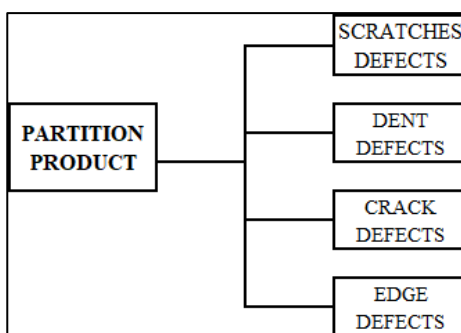 SCRATCHES
DEFECTS
PARTITION
PRODUCT
DENT
DEFECTS
CRACK
DEFECTS
EDGE
DEFECTS